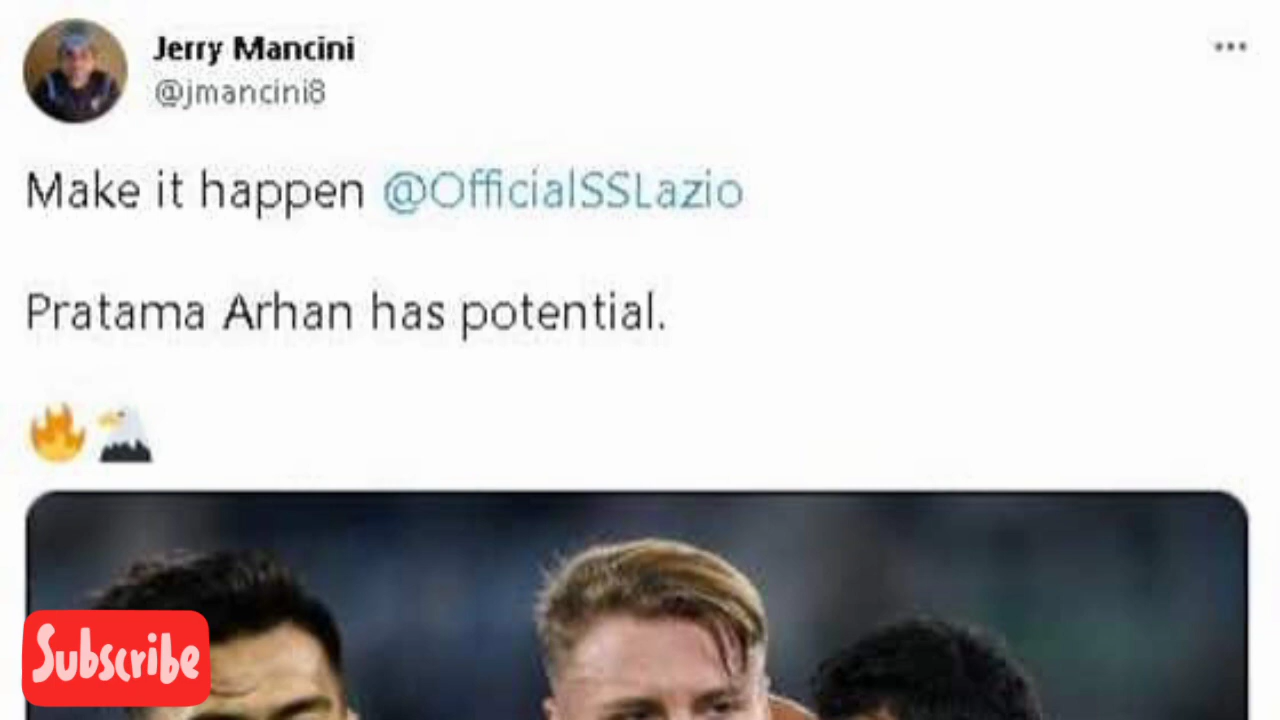 Jerry Mancini
@jmancini8
Make it happen @OfficialSSLazio
Pratama Arhan has potential.
Subscribe